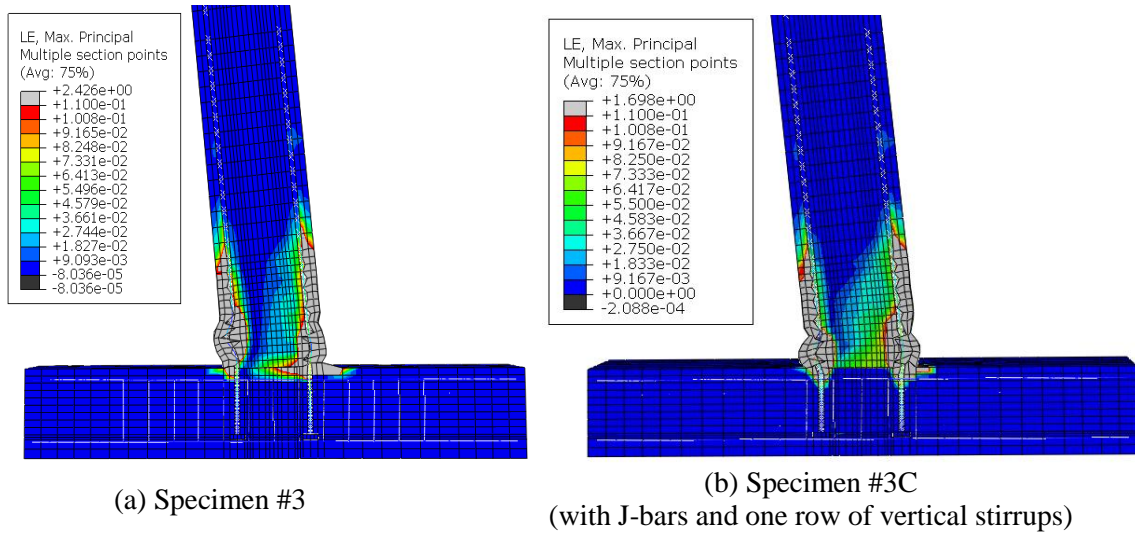 LE, Max. Principal
Multiple section points
(Avg: 75%)
+2.426e+00
+1.100e-01
+1.008e-01
+9.165e-02
+8.248e-02
+7.331e-02
+6.413e-02
+5.496e-02
+4.579e-02
+3.661e-02
+2.744e-02
+1.827e-02
+9.093e-03
-8.036e-05
-8.036e-05
LE, Max. Principal
Multiple section points
(Avg: 75%)
+1.698e+00
+1.100e-01
+1.008e-01
+9.167e-02
+8.250e-02
+7.333e-02
+6.417e-02
+5.500e-02
+4.583e-02
+3.667e-02
+2.750e-02
+1.833e-02
+9.167e-03
+0.000e+00
-2.088e-04
(a) Specimen #3
(b) Specimen #3C
(with J-bars and one row of vertical stirrups)